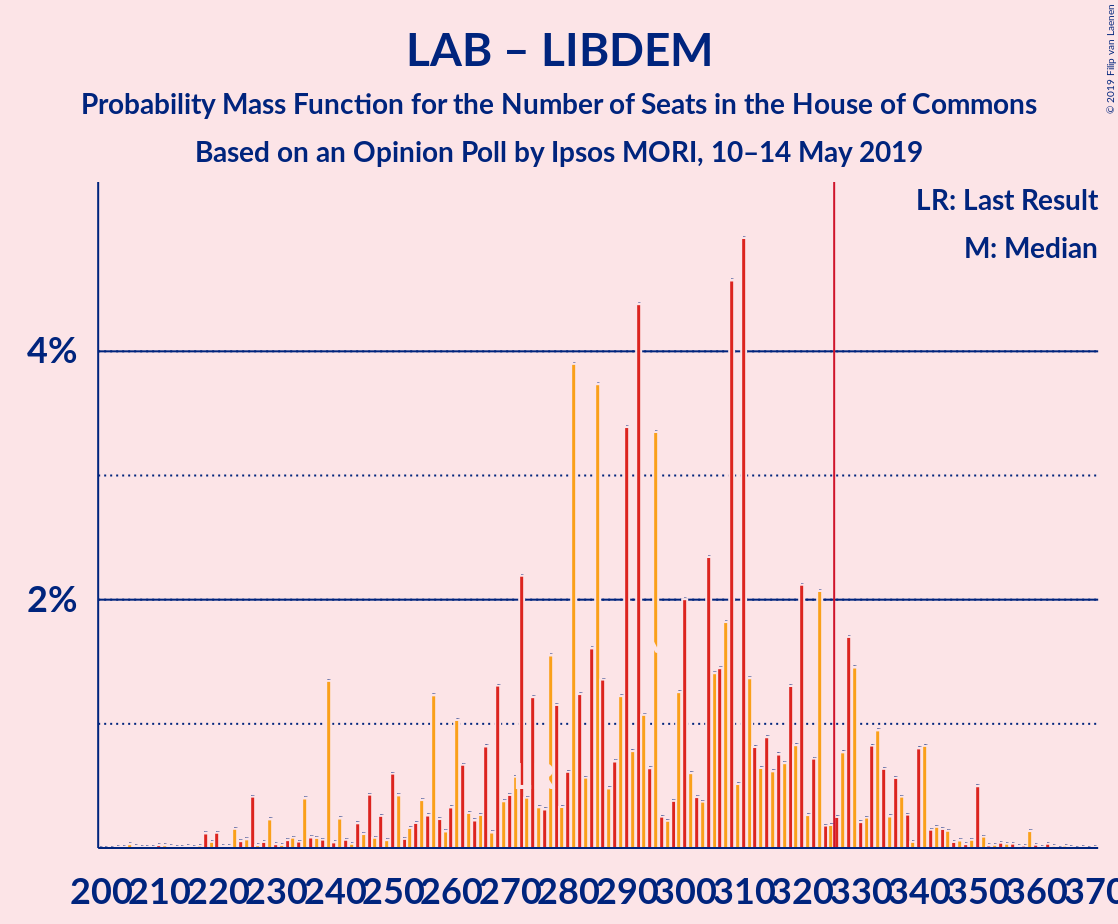 LAB – LIBDEM
Probability Mass Function for the Number of Seats in the House of Commons
Based on an Opinion Poll by Ipsos MORI, 10–14 May 2019
© 2019 Filip van Laenen
LR: Last Result
M: Median
4%
2%
200 210 220 230 240 250 260 270 280 290 300 310 320 330 340 350 360 370